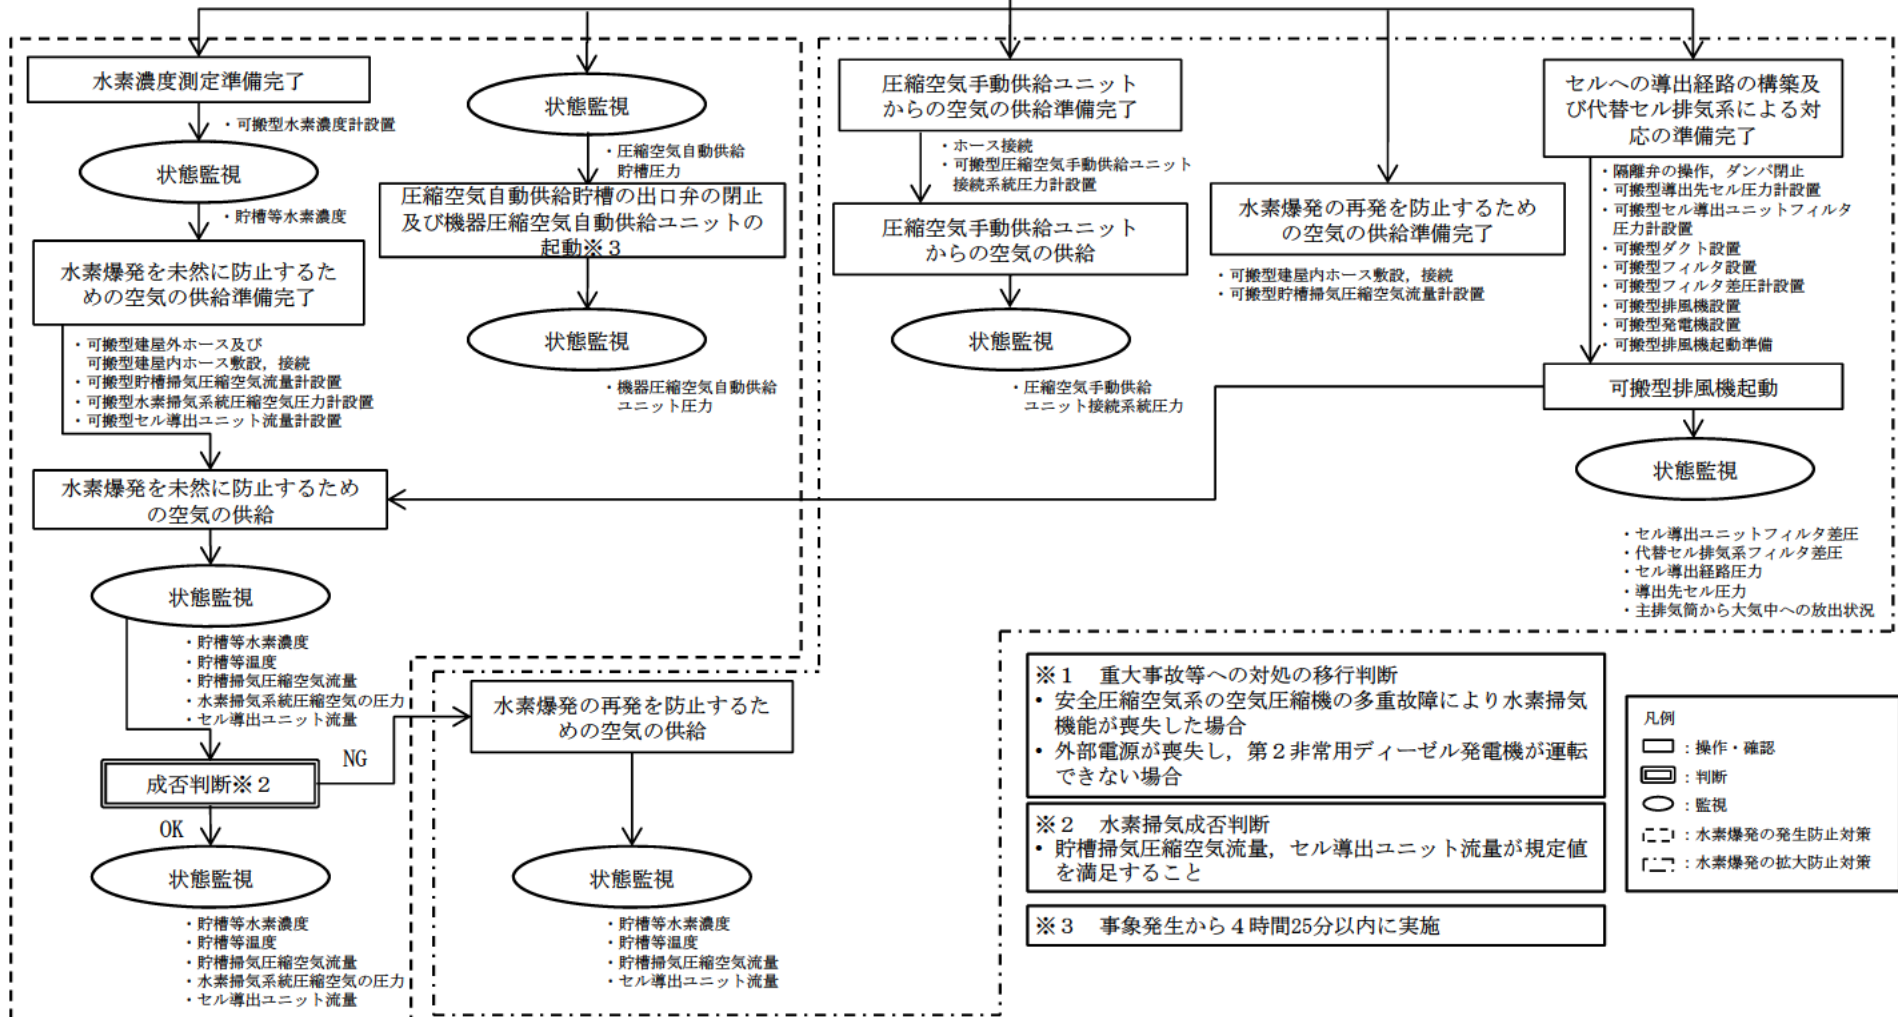 水素濃度測定準備完了
・可搬型水素濃度計設置
状態監視
・貯槽等水素濃度
水素爆発を未然に防止するた
めの空気の供給準備完了
・可搬型建屋外ホース及び
可搬型建屋内ホース敷設，接続
・可搬型貯槽掃気圧縮空気流量計設置
・可搬型水素掃気系統圧縮空気圧力計設置
・可搬型セル導出ユニット流量計設置
水素爆発を未然に防止するため
の空気の供給
状態監視
・貯槽等水素濃度
・貯槽等温度
・貯槽掃気圧縮空気流量
・水素掃気系統圧縮空気の圧力
・セル導出ユニット流量
成否判断※２
NG
OK
状態監視
・貯槽等水素濃度
・貯槽等温度
・貯槽掃気圧縮空気流量
・水素掃気系統圧縮空気の圧力
・セル導出ユニット流量
状態監視
・圧縮空気自動供給
貯槽圧力
圧縮空気自動供給貯槽の出口弁の閉止
及び機器圧縮空気自動供給ユニットの
起動※３
状態監視
・機器圧縮空気自動供給
ユニット圧力
水素爆発の再発を防止するた
めの空気の供給
状態監視
・貯槽等水素濃度
・貯槽等温度
・貯槽掃気圧縮空気流量
・セル導出ユニット流量
圧縮空気手動供給ユニット
からの空気の供給準備完了
・ホース接続
・可搬型圧縮空気手動供給ユニット
接続系統圧力計設置
圧縮空気手動供給ユニット
からの空気の供給
状態監視
・圧縮空気手動供給
ユニット接続系統圧力
水素爆発の再発を防止するため
の空気の供給準備完了
・可搬型建屋内ホース敷設，接続
・可搬型貯槽掃気圧縮空気流量計設置
セルへの導出経路の構築及
び代替セル排気系による対
応の準備完了
・隔離弁の操作，ダンパ閉止
・可搬型導出先セル圧力計設置
・可搬型セル導出ユニットフィルタ
圧力計設置
・可搬型ダクト設置
・可搬型フィルタ設置
・可搬型フィルタ差圧計設置
・可搬型排風機設置
・可搬型発電機設置
・可搬型排風機起動準備
可搬型排風機起動
状態監視
・セル導出ユニットフィルタ差圧
・代替セル排気系フィルタ差圧
・セル導出経路圧力
・導出先セル圧力
・主排気筒から大気中への放出状況
※１　重大事故等への対処の移行判断
• 安全圧縮空気系の空気圧縮機の多重故障により水素掃気
機能が喪失した場合
• 外部電源が喪失し，第２非常用ディーゼル発電機が運転
できない場合
※２　水素掃気成否判断
• 貯槽掃気圧縮空気流量，セル導出ユニット流量が規定値
を満足すること
※３　事象発生から４時間25分以内に実施
凡例
：操作・確認
：判断
：監視
：水素爆発の発生防止対策
：水素爆発の拡大防止対策